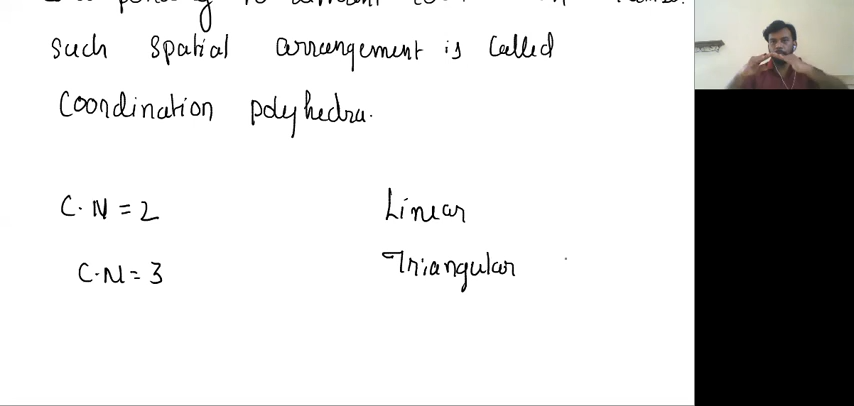 such spatial arrangement is called
Coordination polyhedra.
C.N = 2 Linear
C.N = 3 Triangular